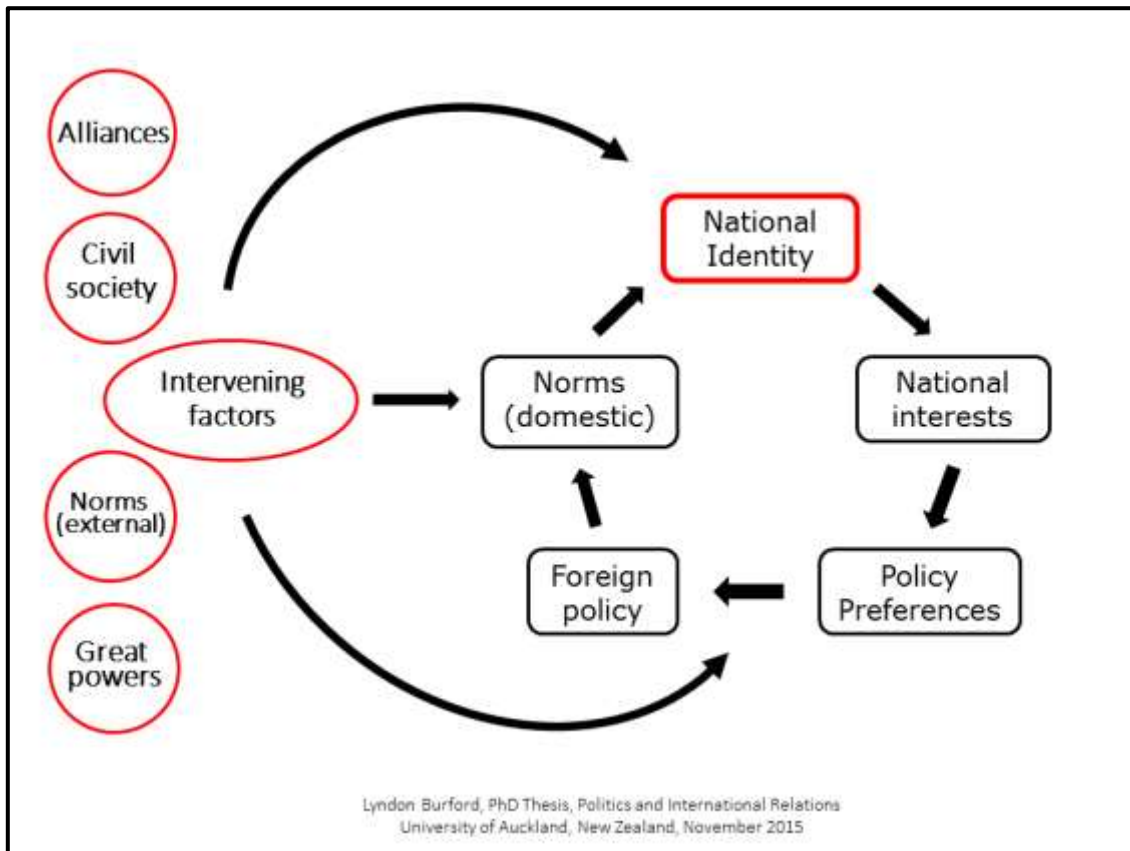 Alliances
Civil
society
Intervening
factors
Norms
(external)
Great
powers
National
Identity
Norms
(domestic)
National
interests
Foreign
policy
Policy
Preferences
Lyndon Burford, PhD Thesis, Politics and International Relations
University of Auckland, New Zealand, November 2015